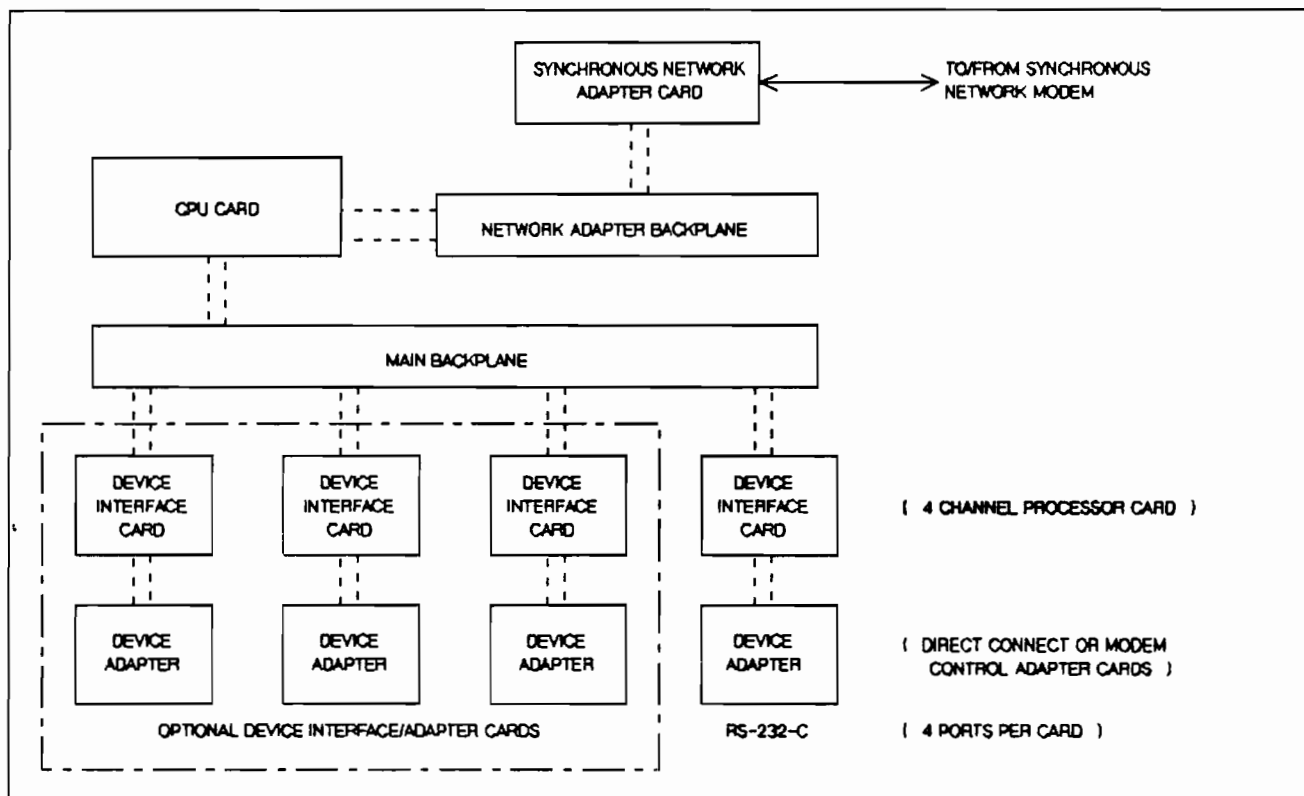 SYNCHRONOUS NETWORK
ADAPTER CARD
TO/FROM SYNCHRONOUS
NETWORK MODEM
CPU CARD
NETWORK ADAPTER BACKPLANE
MAIN BACKPLANE
DEVICE
INTERFACE
CARD
DEVICE
INTERFACE
CARD
DEVICE
INTERFACE
CARD
DEVICE
INTERFACE
CARD
( 4 CHANNEL PROCESSOR CARD )
DEVICE
ADAPTER
DEVICE
ADAPTER
DEVICE
ADAPTER
DEVICE
ADAPTER
( DIRECT CONNECT OR MODEM
CONTROL ADAPTER CARDS )
OPTIONAL DEVICE INTERFACE/ADAPTER CARDS
RS-232-C
( 4 PORTS PER CARD )